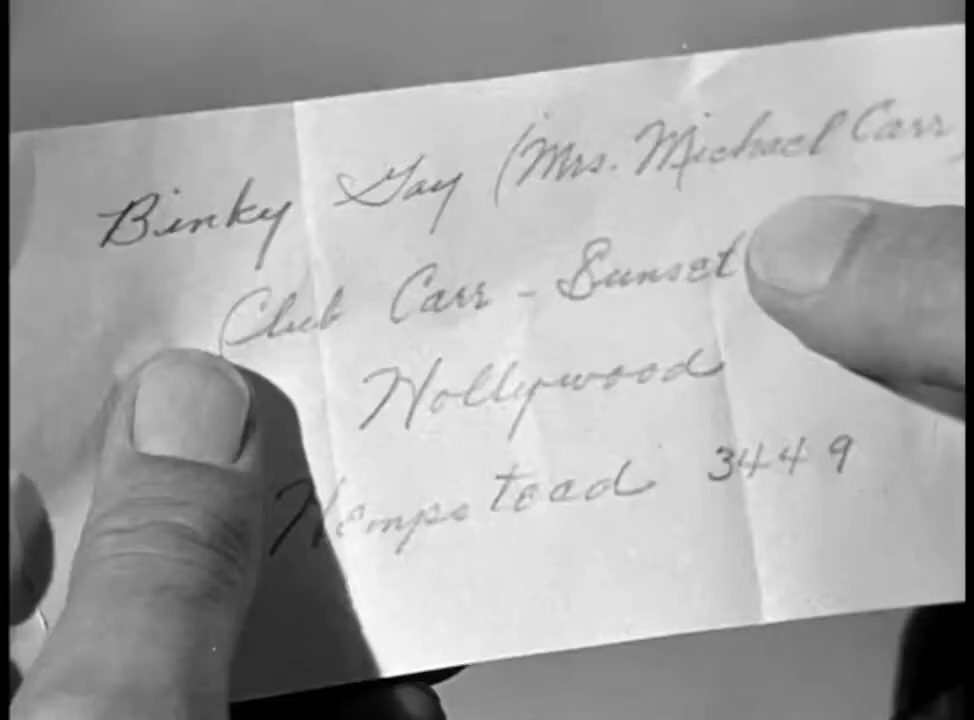 Binky Gay (Mrs. Michael Carr
Club Carr - Sunset
Hollywood
Hempstead 3449